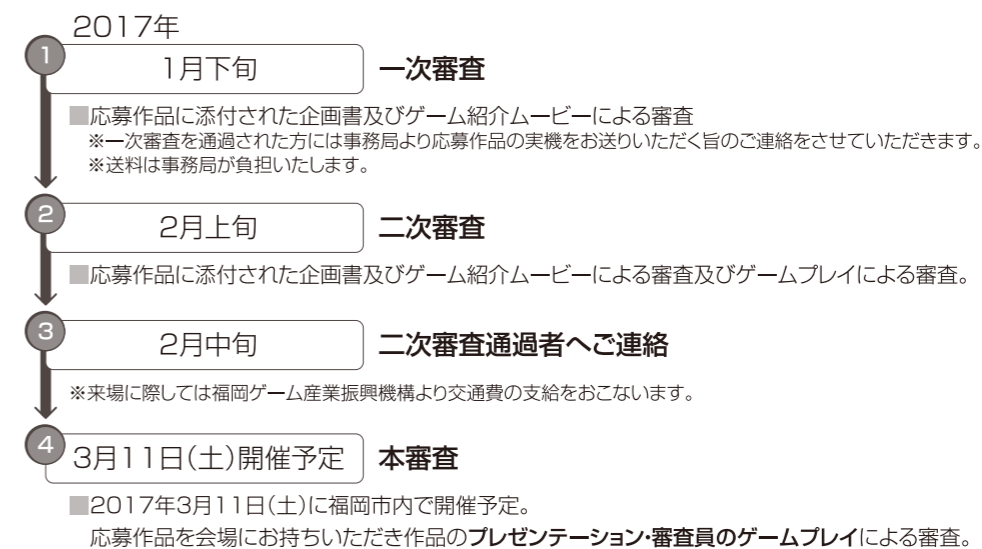 2017年
1
1月下旬
一次審査
■応募作品に添付された企画書及びゲーム紹介ムービーによる審査
※一次審査を通過された方には事務局より応募作品の実機をお送りいただく旨のご連絡をさせていただきます。
※送料は事務局が負担いたします。
2
2月上旬
二次審査
■応募作品に添付された企画書及びゲーム紹介ムービーによる審査及びゲームプレイによる審査。
3
2月中旬
二次審査通過者へご連絡
※来場に際しては福岡ゲーム産業振興機構より交通費の支給をおこないます。
4
3月11日(土)開催予定
本審査
■2017年3月11日(土)に福岡市内で開催予定。
応募作品を会場にお持ちいただき作品のプレゼンテーション・審査員のゲームプレイによる審査。